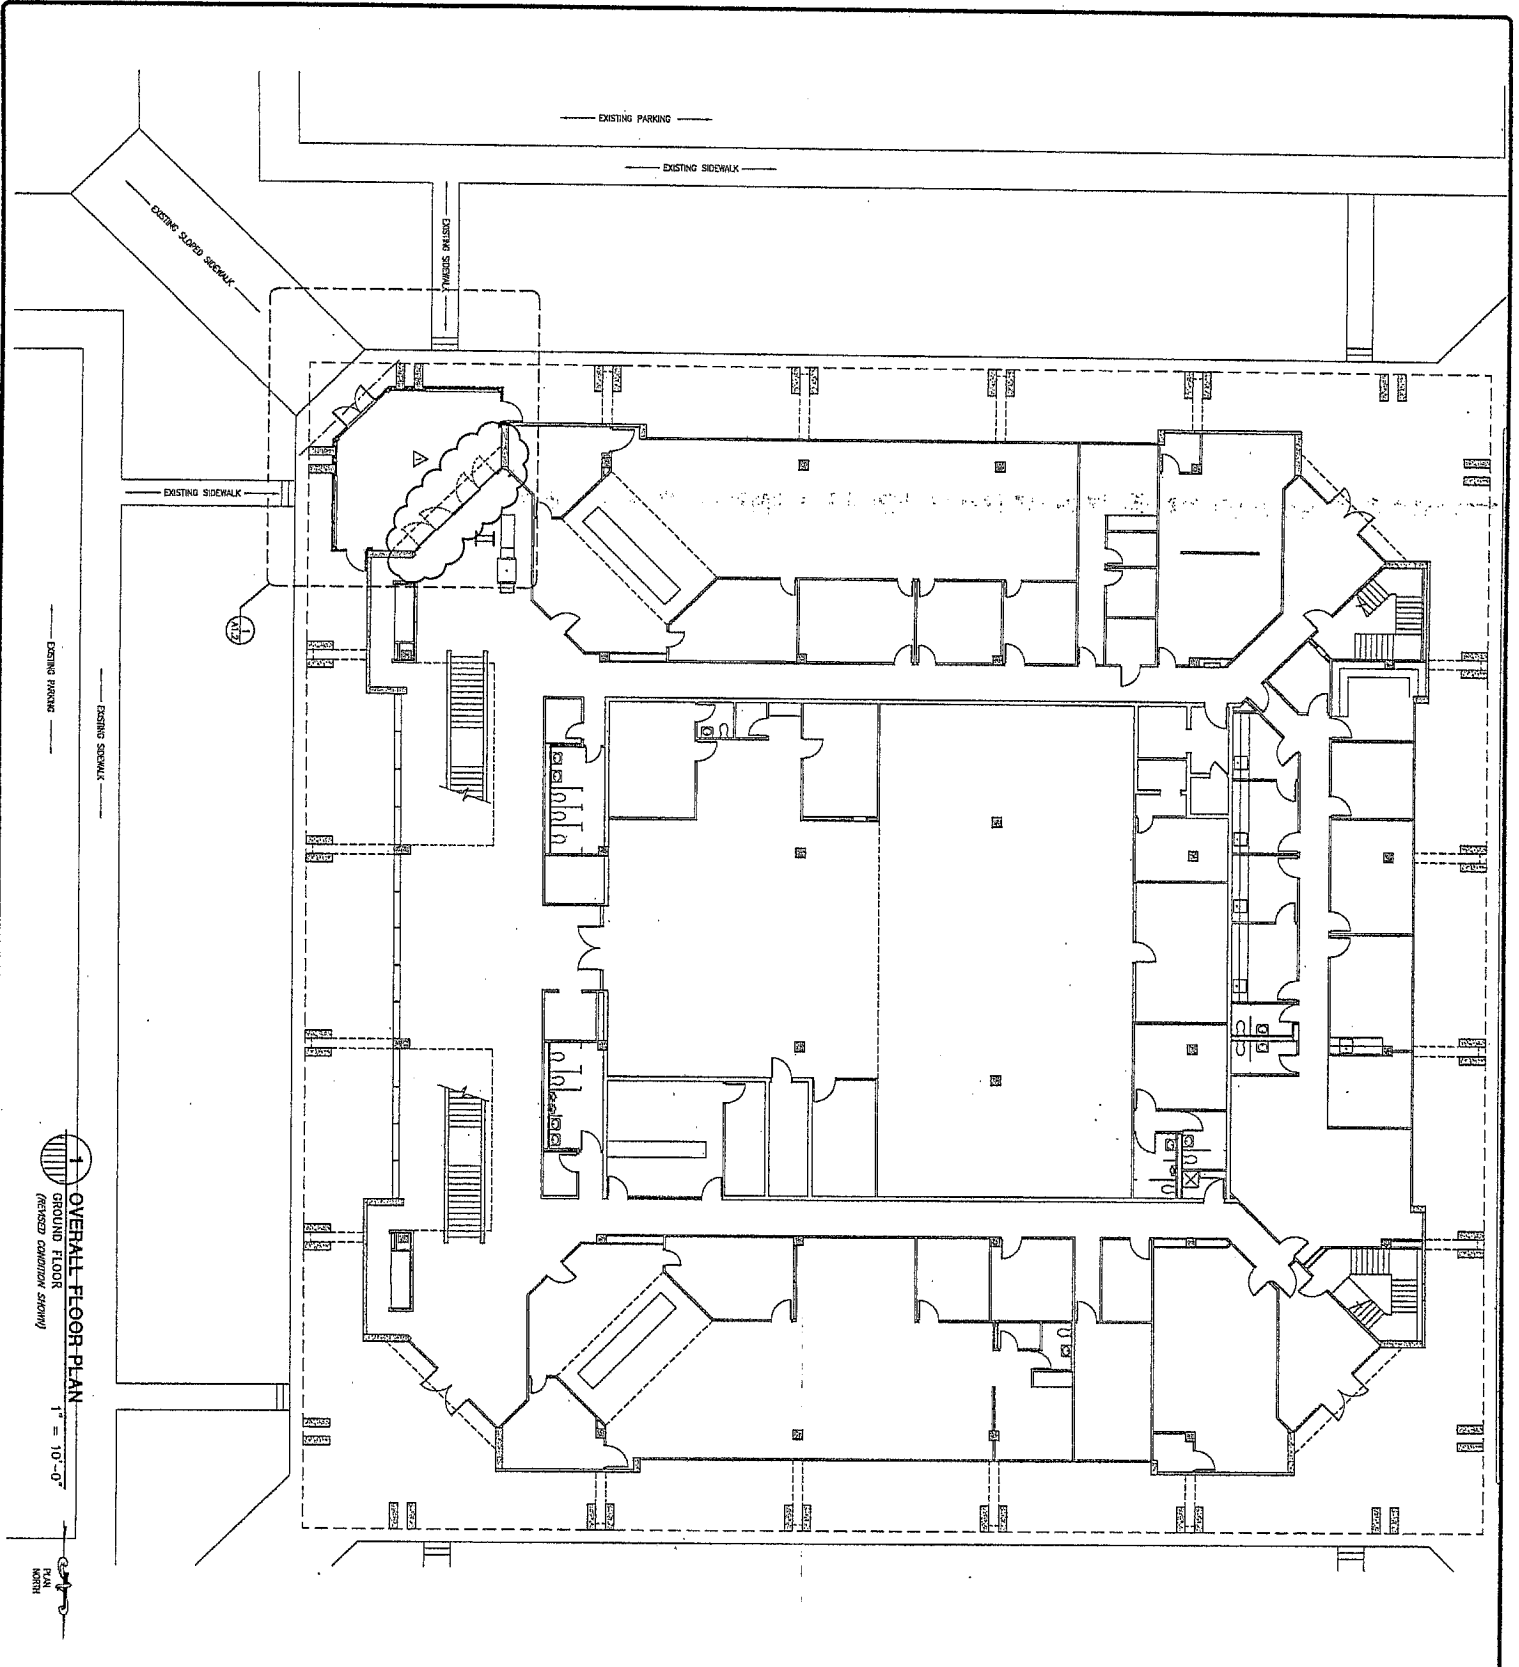 EXISTING PARKING
EXISTING SIDEWALK
EXISTING SLOPED SIDEWALK
EXISTING SIDEWALK
EXISTING SIDEWALK
1
A1.2
EXISTING PARKING
EXISTING SIDEWALK
1
OVERALL FLOOR PLAN
GROUND FLOOR
1" = 10'-0"
(REVISED CONDITION SHOWN)
PLAN
NORTH